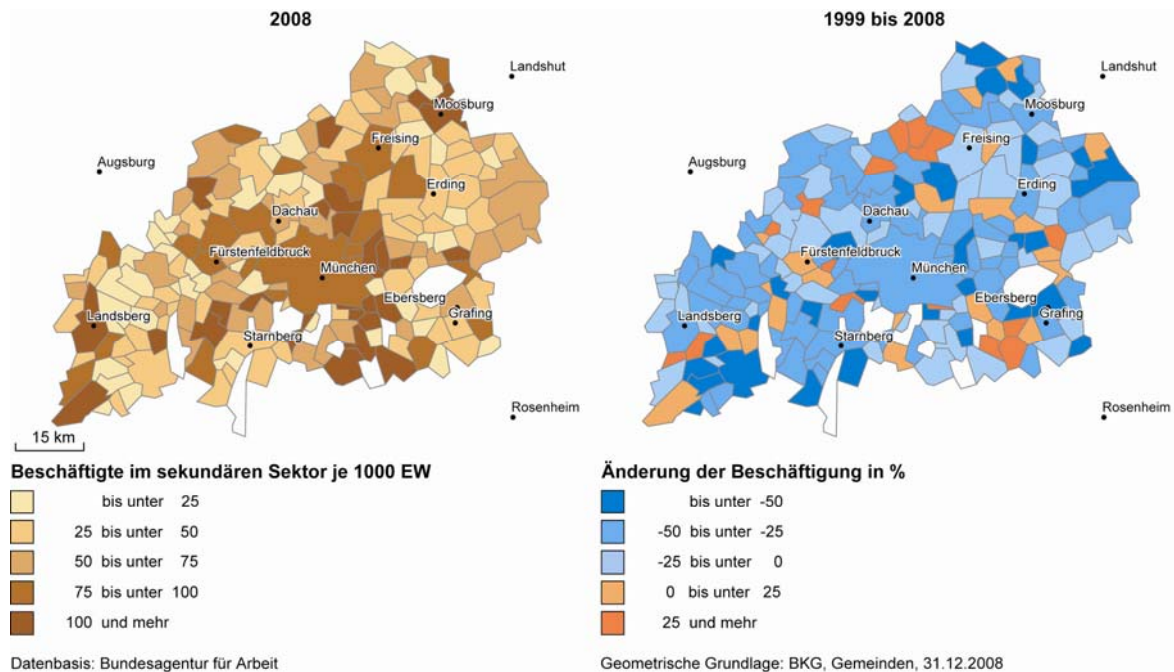 2008
Landshut
Moosburg
Freising
Augsburg
Erding
Dachau
Fürstenfeldbruck
München
Ebersberg
Landsberg
Grafing
Starnberg
Rosenheim
15 km
Beschäftigte im sekundären Sektor je 1000 EW
bis unter 25
25 bis unter 50
50 bis unter 75
75 bis unter 100
100 und mehr
Datenbasis: Bundesagentur für Arbeit
1999 bis 2008
Landshut
Moosburg
Freising
Augsburg
Erding
Dachau
Fürstenfeldbruck
München
Ebersberg
Landsberg
Grafing
Starnberg
Rosenheim
Änderung der Beschäftigung in %
bis unter -50
-50 bis unter -25
-25 bis unter 0
0 bis unter 25
25 und mehr
Geometrische Grundlage: BKG, Gemeinden, 31.12.2008